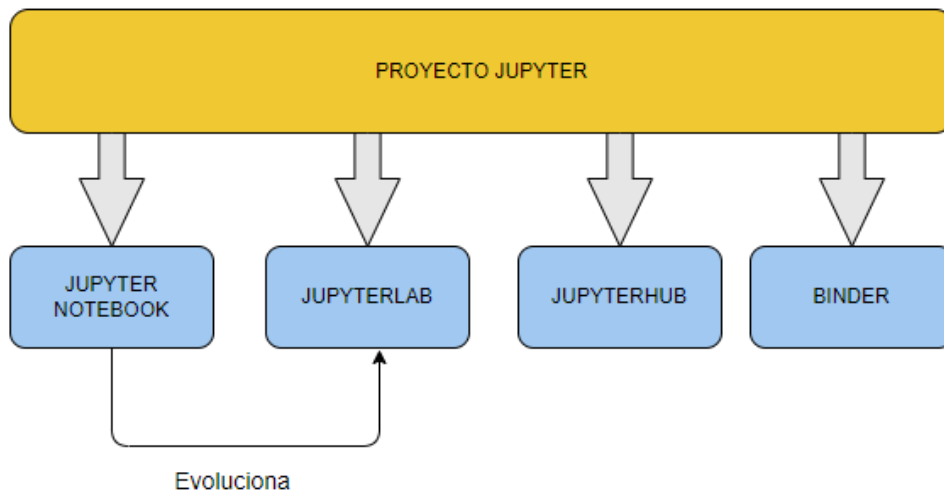 PROYECTO JUPYTER
JUPYTER
NOTEBOOK
JUPYTERLAB
JUPYTERHUB
BINDER
Evoluciona